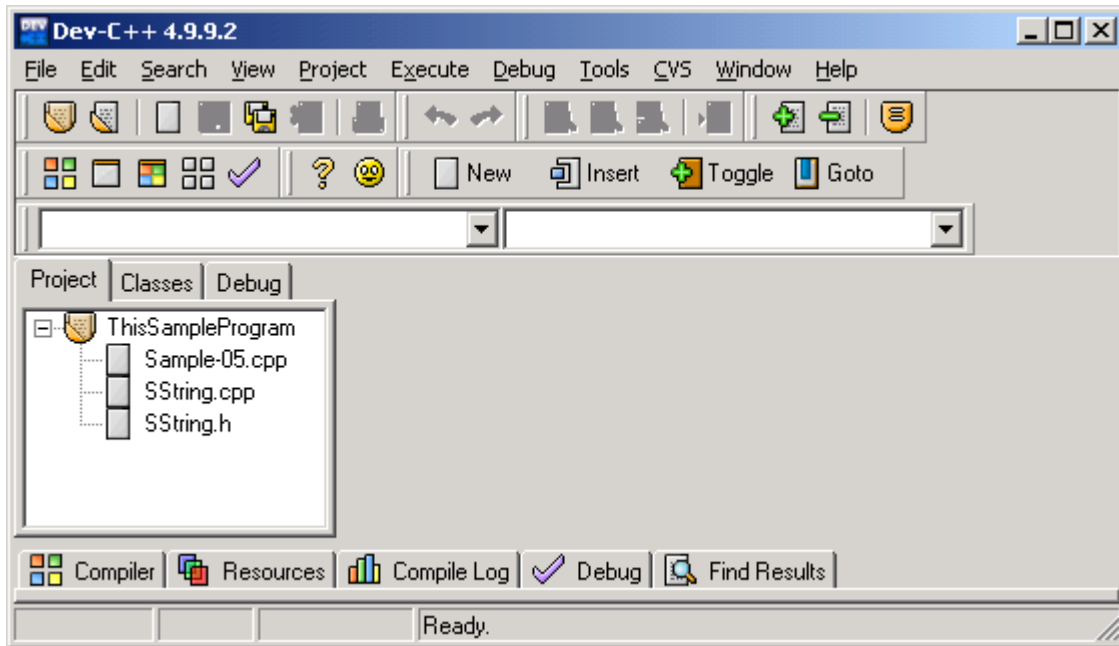 Dev-C++ 4.9.9.2
File Edit Search View Project Execute Debug Tools CVS Window Help
New Insert Toggle Goto
Project Classes Debug
ThisSampleProgram
Sample-05.cpp
SString.cpp
SString.h
Compiler Resources Compile Log Debug Find Results
Ready.